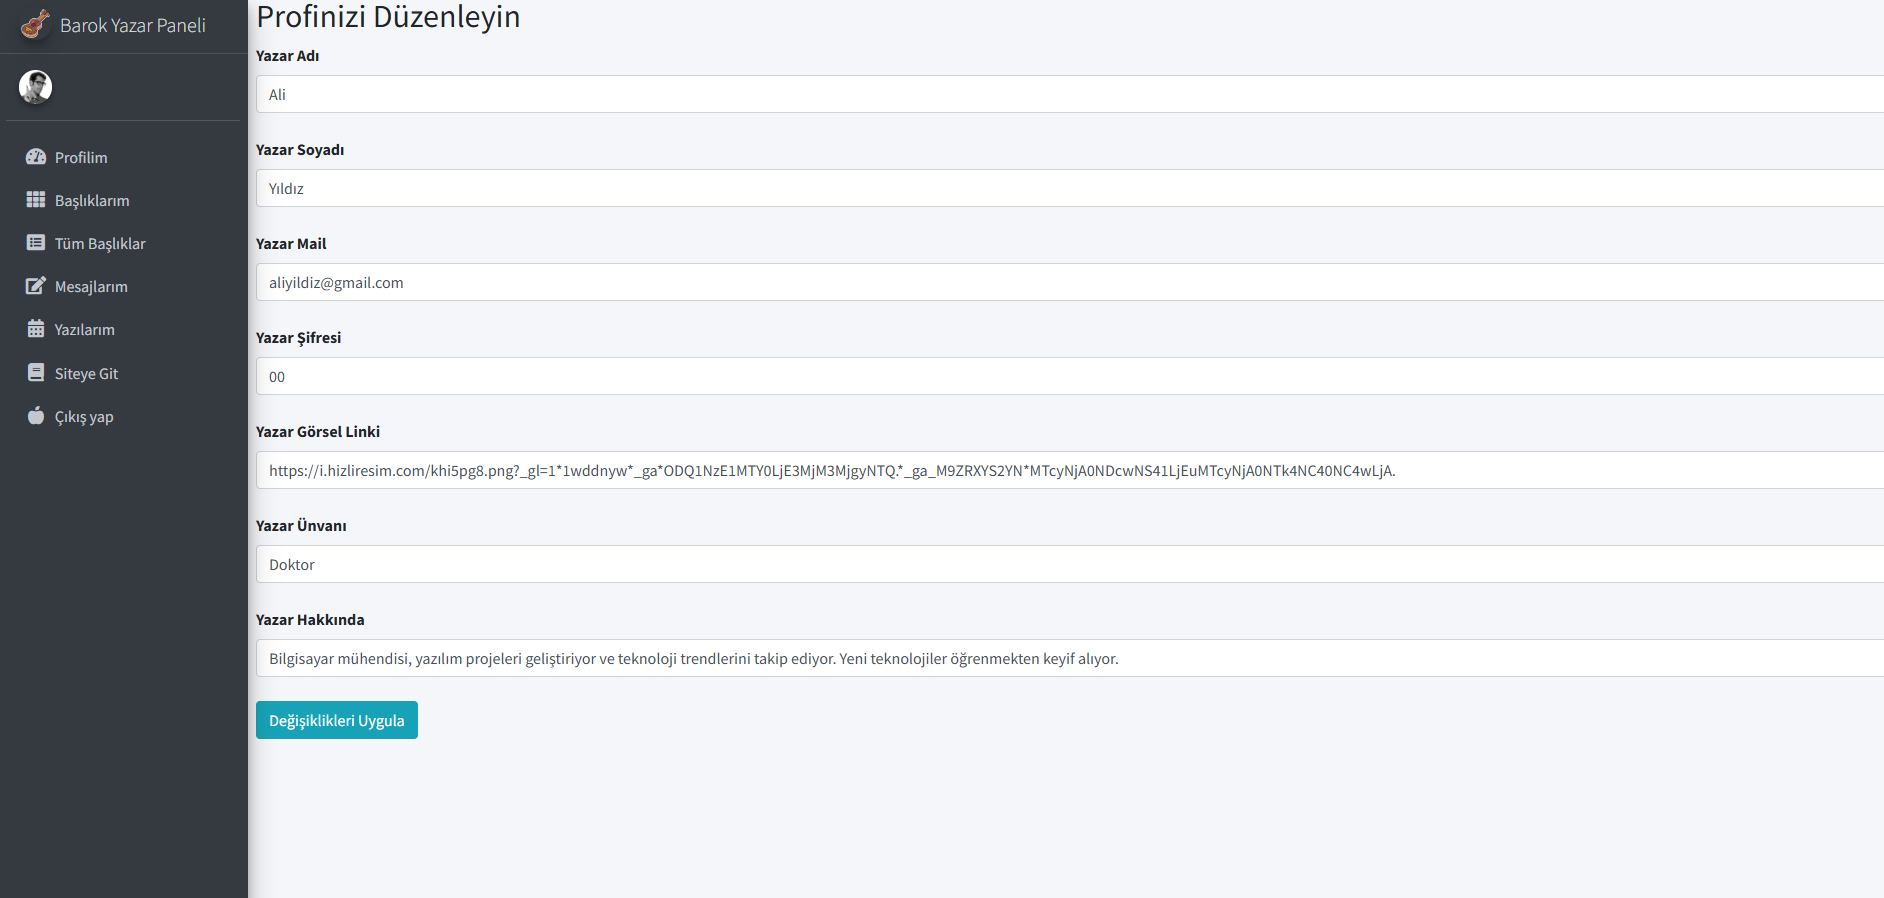 Barok Yazar Paneli
Profilim
Başlıklarım
Tüm Başlıklar
Mesajlarım
Yazılarım
Siteye Git
Çıkış yap
Profinizi Düzenleyin
Yazar Adı
Ali
Yazar Soyadı
Yıldız
Yazar Mail
aliyildiz@gmail.com
Yazar Şifresi
00
Yazar Görsel Linki
https://i.hizliresim.com/khi5pg8.png?_gl=1*1wddnyw*_ga*ODQ1NzE1MTY0LjE3MjM3MjgyNTQ.*_ga_M9ZRXYS2YN*MTcyNjA0NDcwNS41LjEuMTcyNjA0NTk4NC40NC4wLjA.
Yazar Ünvanı
Doktor
Yazar Hakkında
Bilgisayar mühendisi, yazılım projeleri geliştiriyor ve teknoloji trendlerini takip ediyor. Yeni teknolojiler öğrenmekten keyif alıyor.
Değişiklikleri Uygula